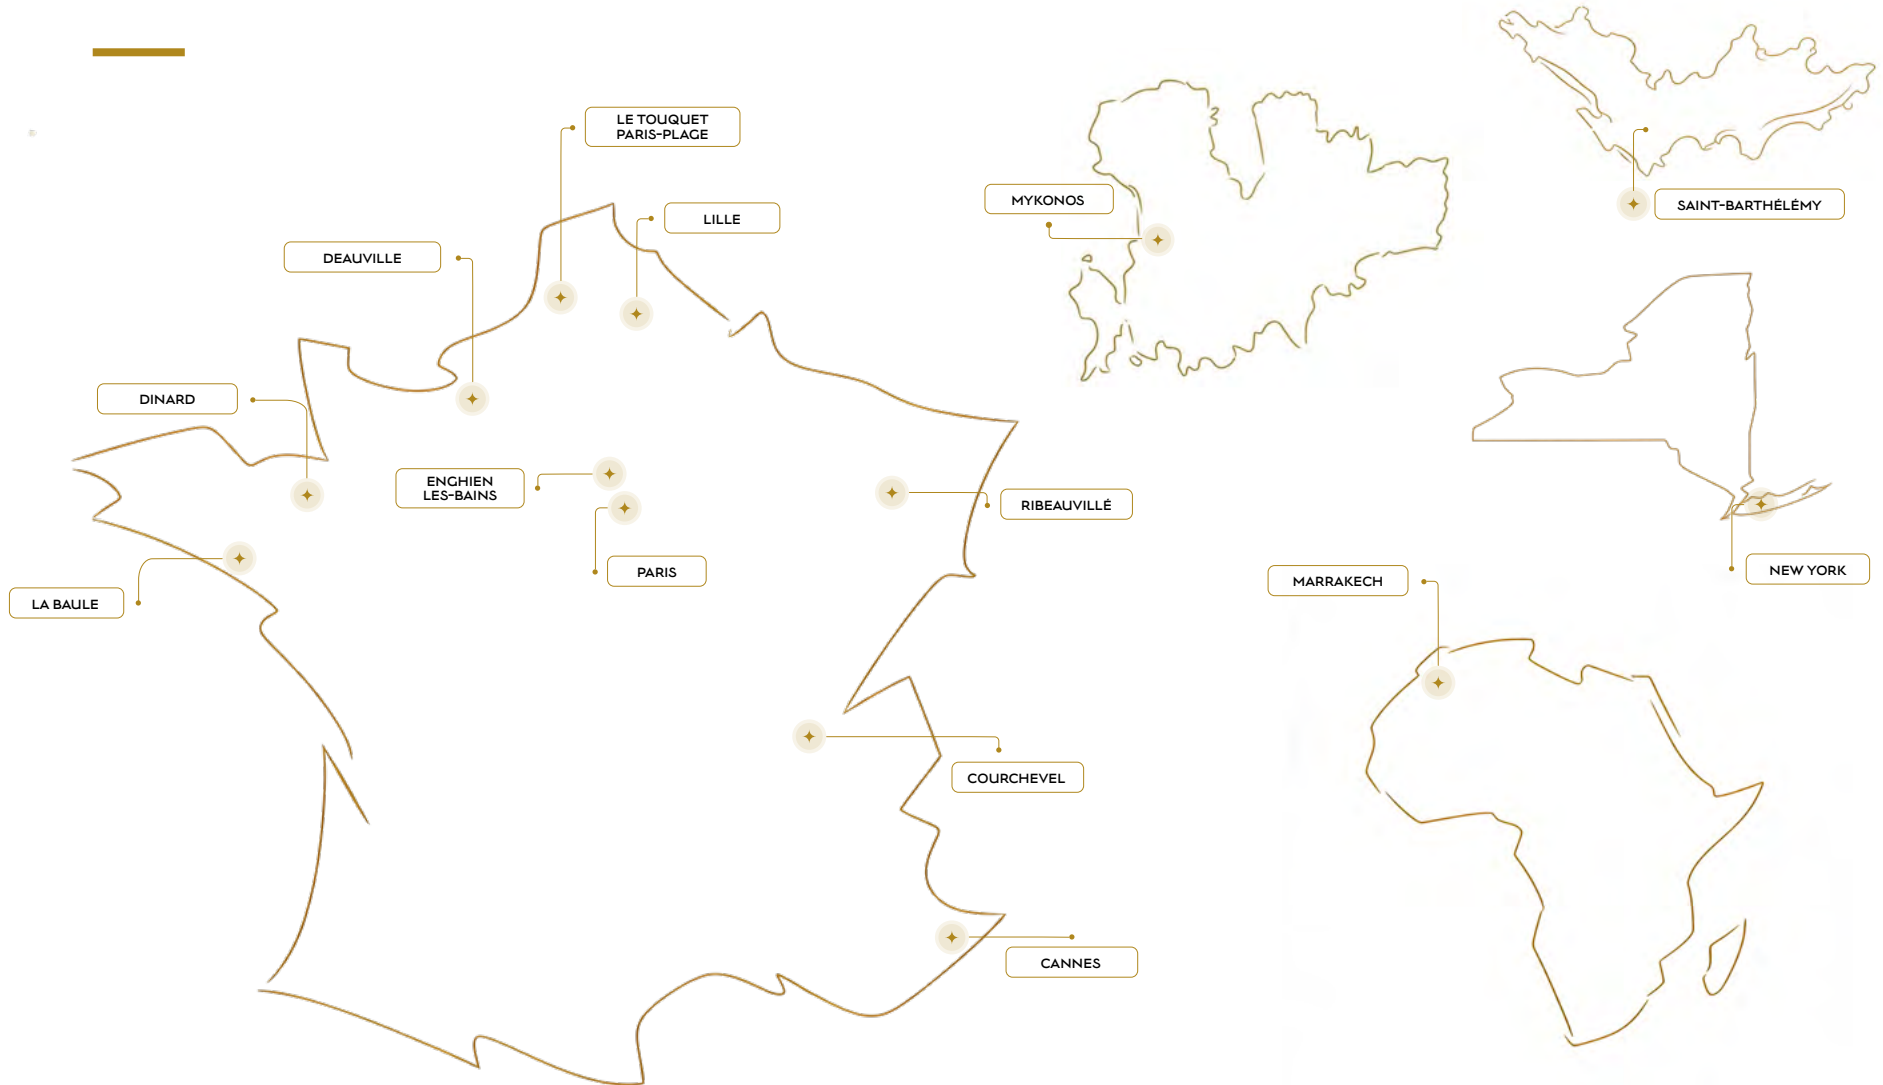 LE TOUQUET
PARIS-PLAGE
LILLE
DEAUVILLE
DINARD
ENGHIEN
LES-BAINS
PARIS
RIBEAUVILLÉ
LA BAULE
COURCHEVEL
CANNES
MYKONOS
SAINT-BARTHÉLÉMY
NEW YORK
MARRAKECH